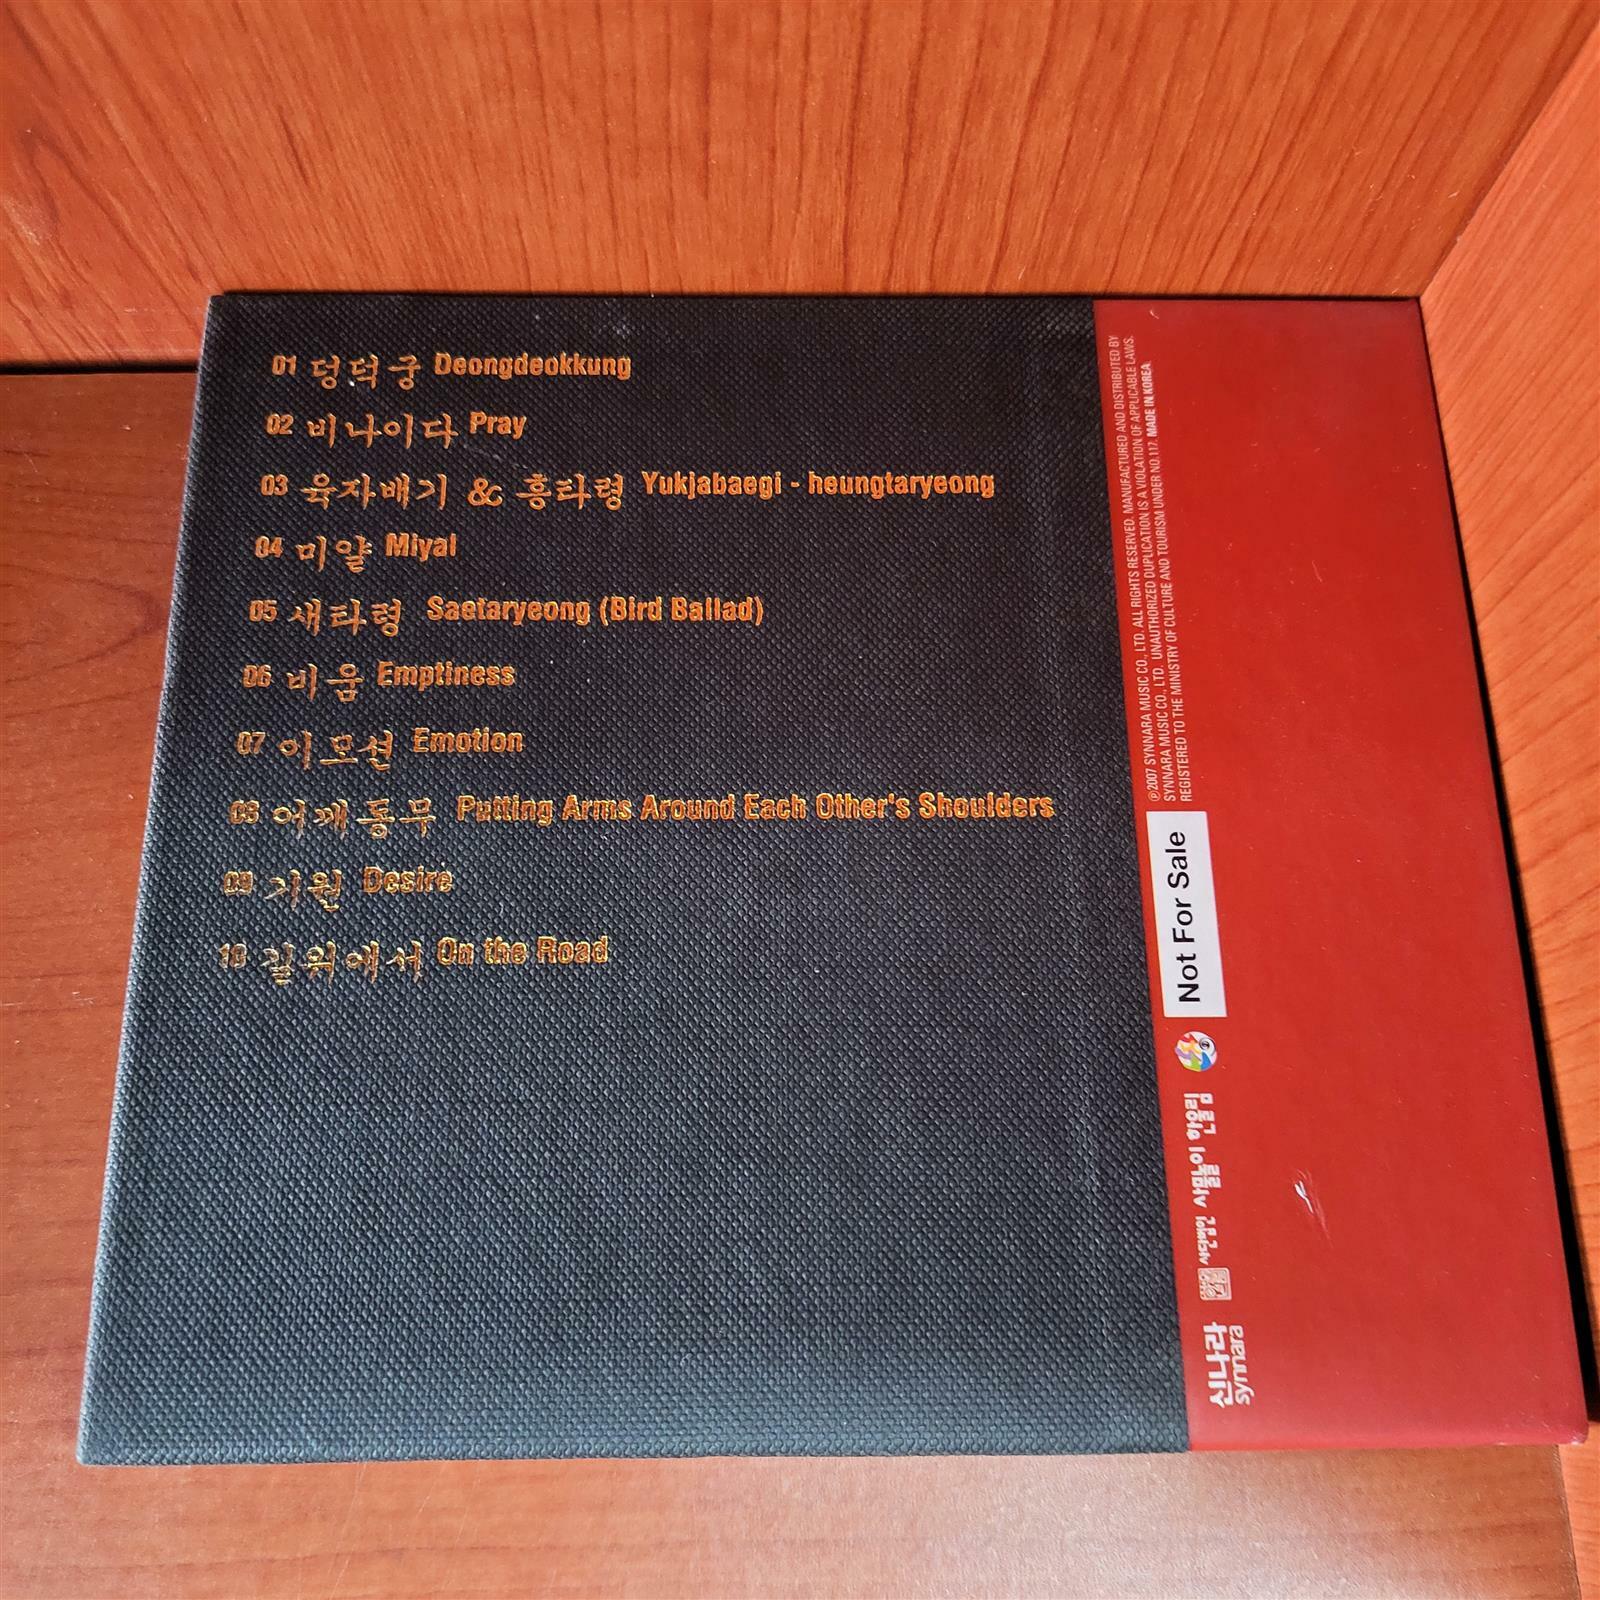 01 덩덕궁 Deongdeokkung
02 비나이다 Pray
03 육자배기 & 흥타령 Yukjabaegi - heungtaryeong
04 미얄 Miyal
05 새타령 Saetaryeong (Bird Ballad)
06 비움 Emptiness
07 이모션 Emotion
08 어깨동무 Putting Arms Around Each Other's Shoulders
09 기원 Desire
10 길위에서 On the Road
℗2007 SYNNARA MUSIC CO., LTD. ALL RIGHTS RESERVED. MANUFACTURED AND DISTRIBUTED BY
SYNNARA MUSIC CO., LTD. UNAUTHORIZED DUPLICATION IS A VIOLATION OF APPLICABLE LAWS.
REGISTERED TO THE MINISTRY OF CULTURE AND TOURISM UNDER NO.117. MADE IN KOREA
Not For Sale
신나라
synnara